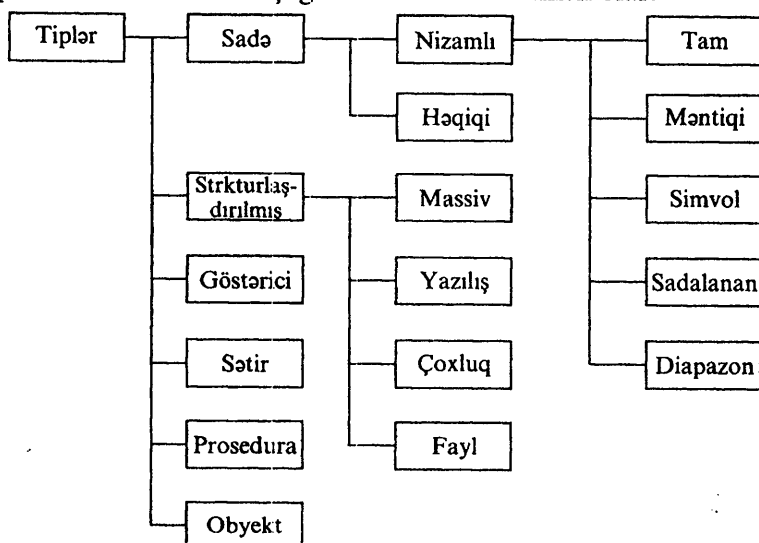 Tiplər
Sadə
Nizamlı
Tam
Həqiqi
Məntiqi
Strkturlaş-
dırılmış
Massiv
Simvol
Göstərici
Yazılış
Sadalanan
Sətir
Çoxluq
Diapazon
Prosedura
Fayl
Obyekt